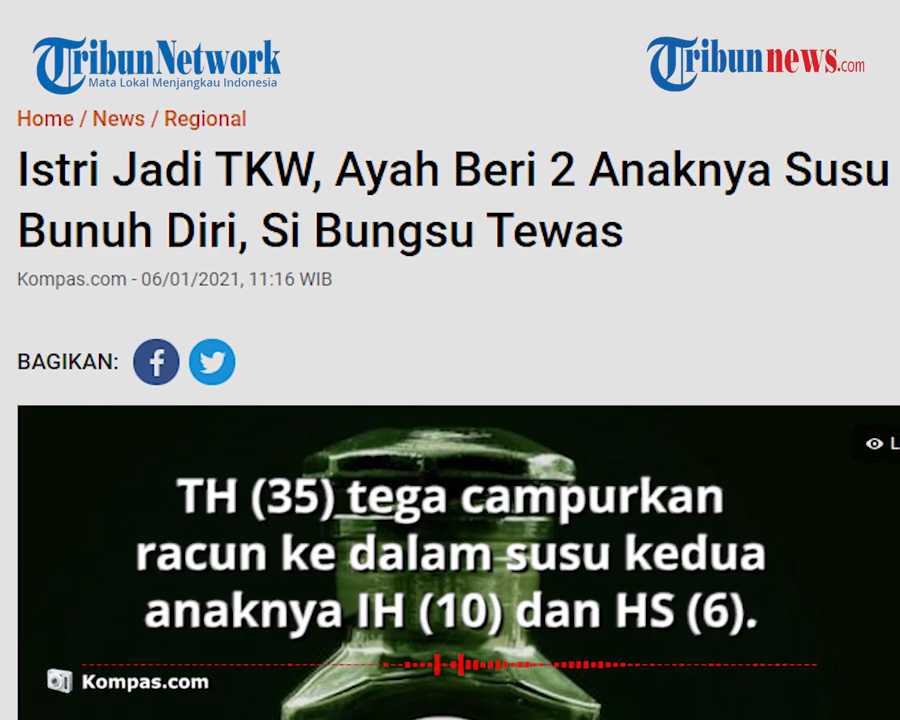 TribunNetwork
Mata Lokal Menjangkau Indonesia
Tribunnews.com
Home / News / Regional
Istri Jadi TKW, Ayah Beri 2 Anaknya Susu
Bunuh Diri, Si Bungsu Tewas
Kompas.com - 06/01/2021, 11:16 WIB
BAGIKAN:
L
TH (35) tega campurkan
racun ke dalam susu kedua
anaknya IH (10) dan HS (6).
Kompas.com